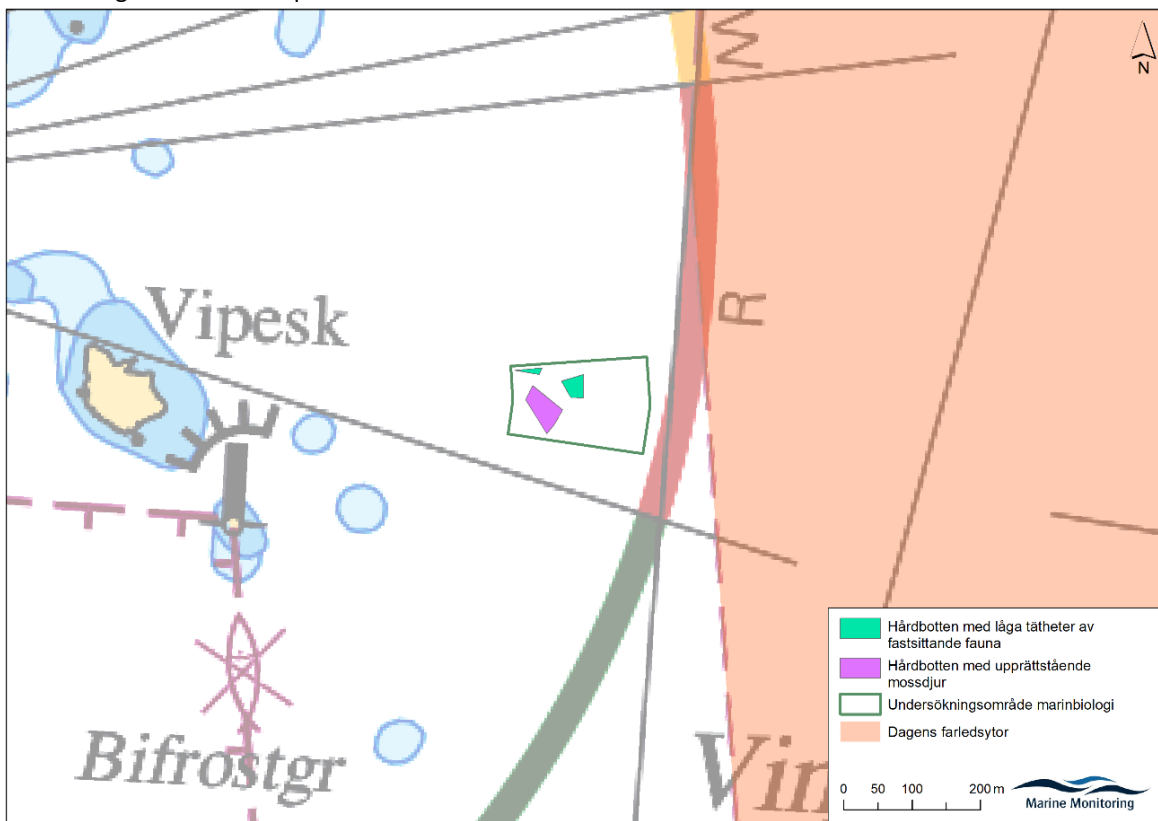 M
N
Vipesk
R
Bifrostgr
Vin
Hårdbotten med låga tätheter av
fastsittande fauna
Hårdbotten med upprättstående
mossdjur
Undersökningsområde marinbiologi
Dagens farledsytor
0 50 100 200 m
Marine Monitoring